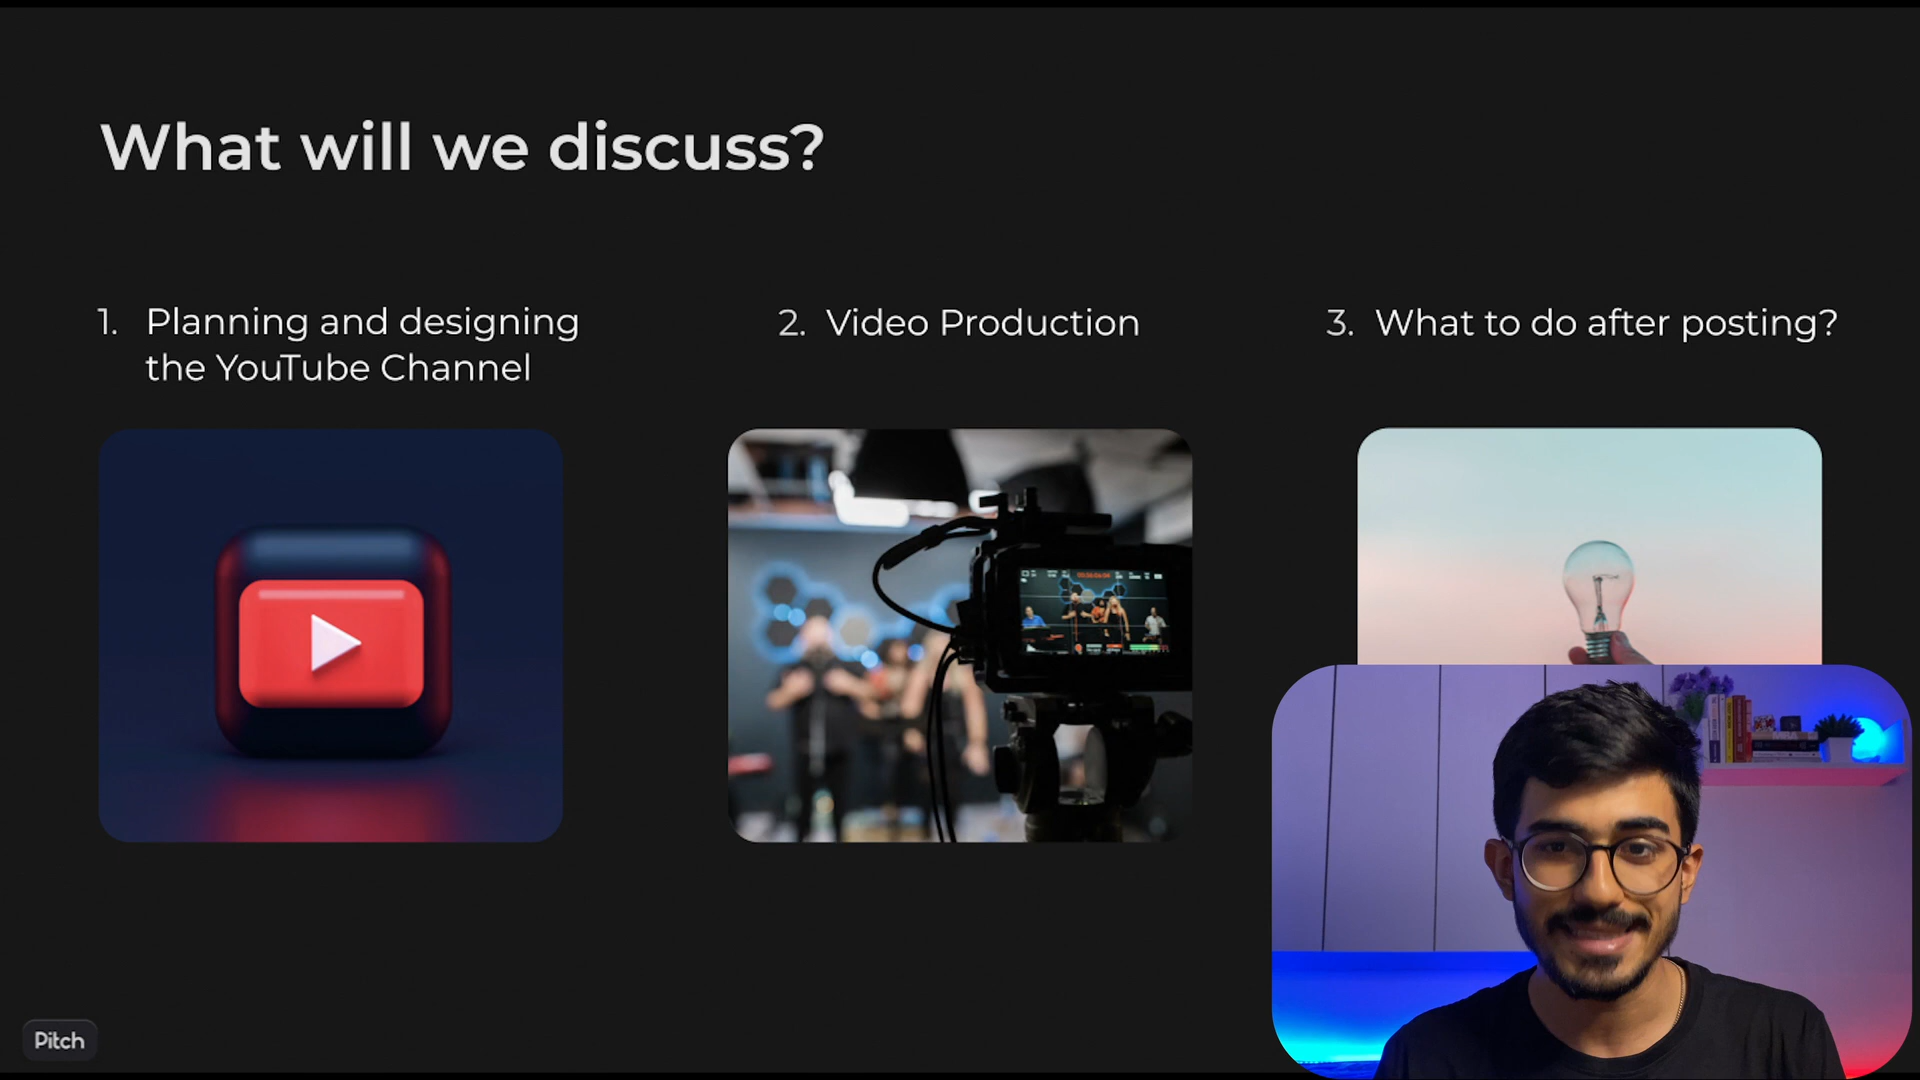 What will we discuss?
1. Planning and designing
the YouTube Channel
2. Video Production
3. What to do after posting?
Pitch